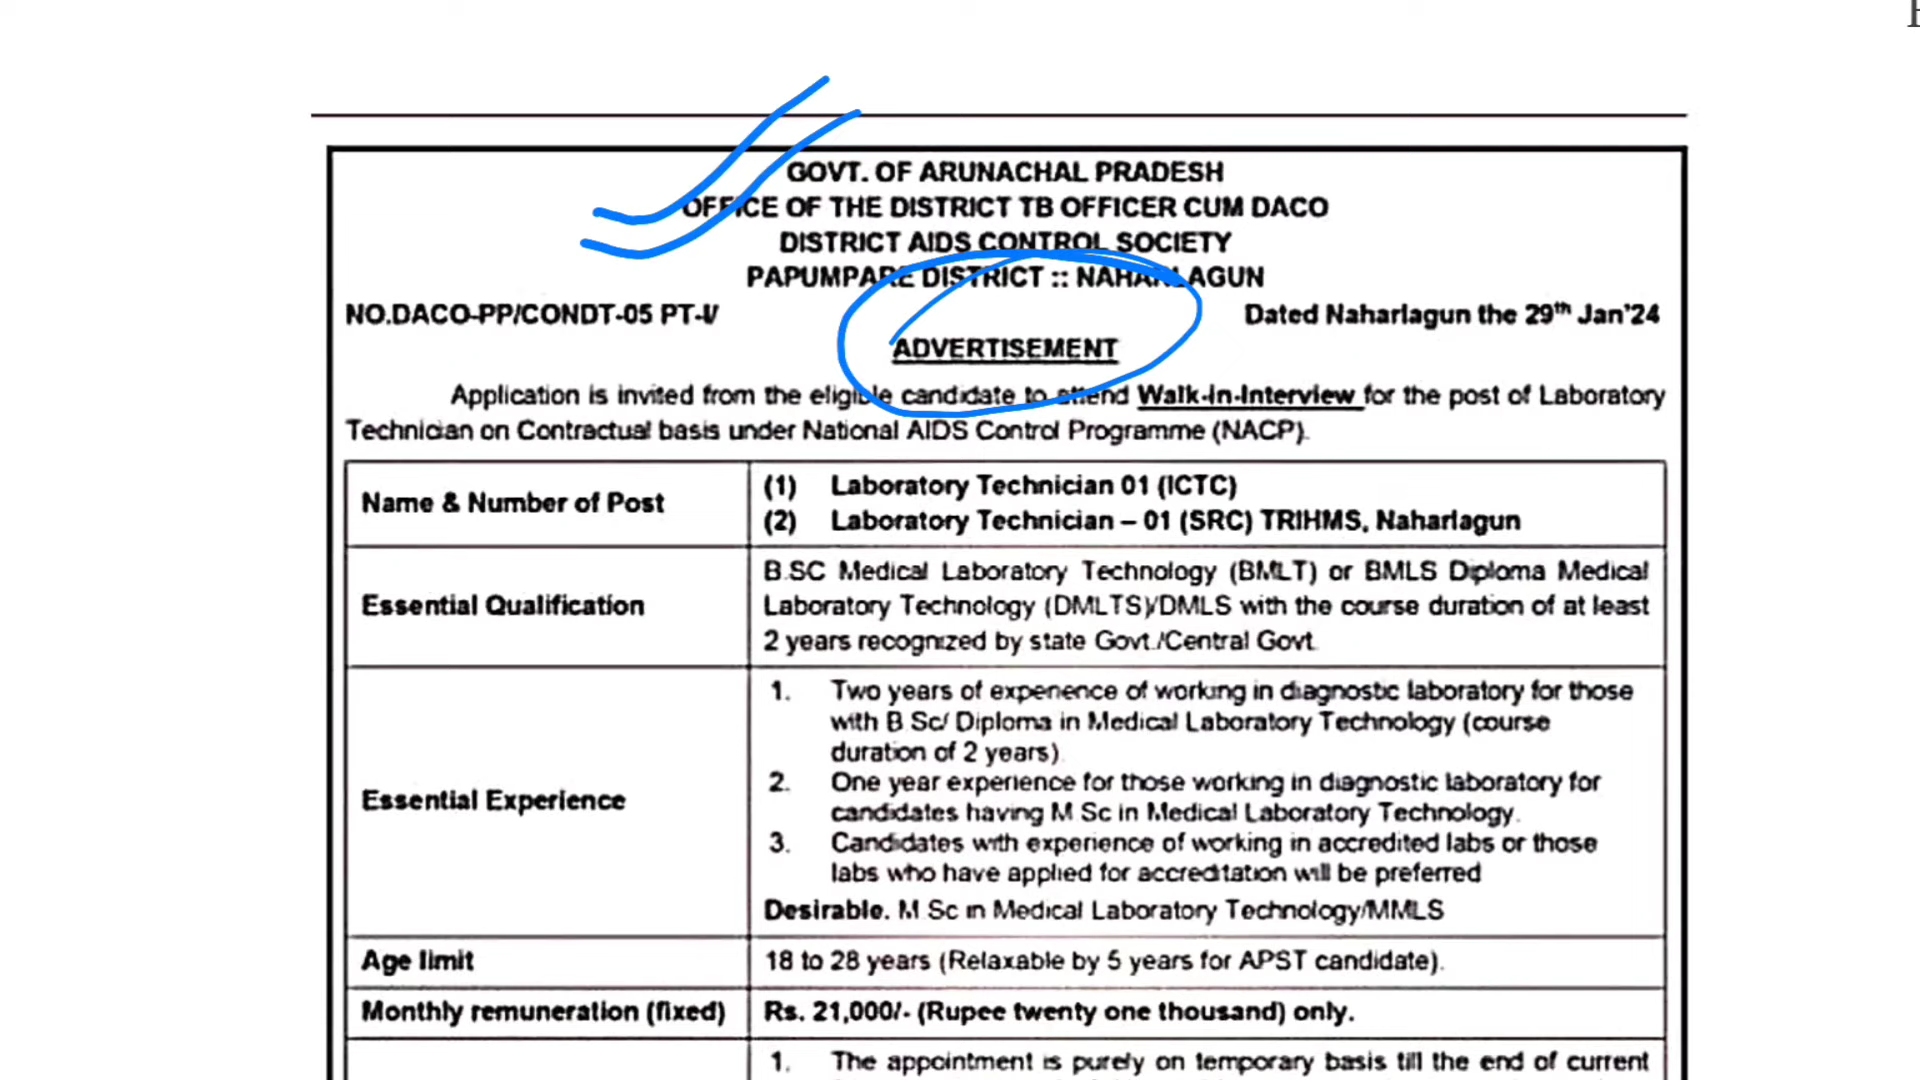 GOVT. OF ARUNACHAL PRADESH
OFFICE OF THE DISTRICT TB OFFICER CUM DACO
DISTRICT AIDS CONTROL SOCIETY
PAPUMPARE DISTRICT :: NAHARLAGUN
NO.DACO-PP/CONDT-05 PT-I/ Dated Naharlagun the 29th Jan'24
ADVERTISEMENT
Application is invited from the eligible candidate to attend Walk-In-Interview for the post of Laboratory
Technician on Contractual basis under National AIDS Control Programme (NACP).
Name & Number of Post
(1) Laboratory Technician 01 (ICTC)
(2) Laboratory Technician – 01 (SRC) TRIHMS, Naharlagun
Essential Qualification
B.SC Medical Laboratory Technology (BMLT) or BMLS Diploma Medical
Laboratory Technology (DMLTS)/DMLS with the course duration of at least
2 years recognized by state Govt./Central Govt.
Essential Experience
1. Two years of experience of working in diagnostic laboratory for those
with B Sc/ Diploma in Medical Laboratory Technology (course
duration of 2 years)
2. One year experience for those working in diagnostic laboratory for
candidates having M Sc in Medical Laboratory Technology.
3. Candidates with experience of working in accredited labs or those
labs who have applied for accreditation will be preferred
Desirable. M Sc in Medical Laboratory Technology/MMLS
Age limit
18 to 28 years (Relaxable by 5 years for APST candidate).
Monthly remuneration (fixed)
Rs. 21,000/- (Rupee twenty one thousand) only.
1. The appointment is purely on temporary basis till the end of current